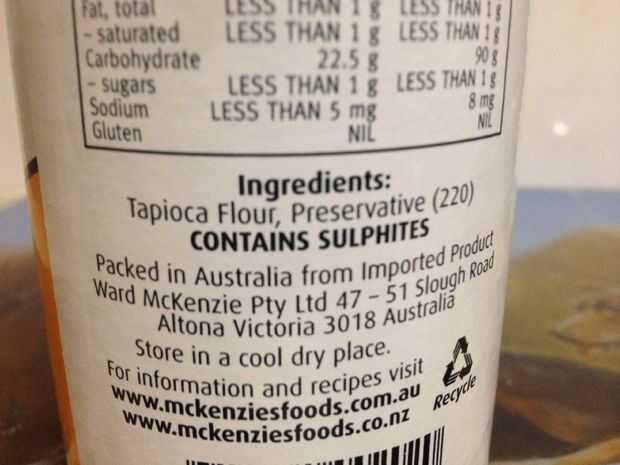 Fat, total LESS THAN 1 g LESS THAN 1 g
- saturated LESS THAN 1 g LESS THAN 1 g
Carbohydrate 22.5 g 90 g
- sugars LESS THAN 1 g LESS THAN 1 g
Sodium LESS THAN 5 mg 8 mg
Gluten NIL NIL
Ingredients:
Tapioca Flour, Preservative (220)
CONTAINS SULPHITES
Packed in Australia from Imported Product
Ward McKenzie Pty Ltd 47 - 51 Slough Road
Altona Victoria 3018 Australia
Store in a cool dry place.
For information and recipes visit
www.mckenziesfoods.com.au
www.mckenziesfoods.co.nz
Recycle